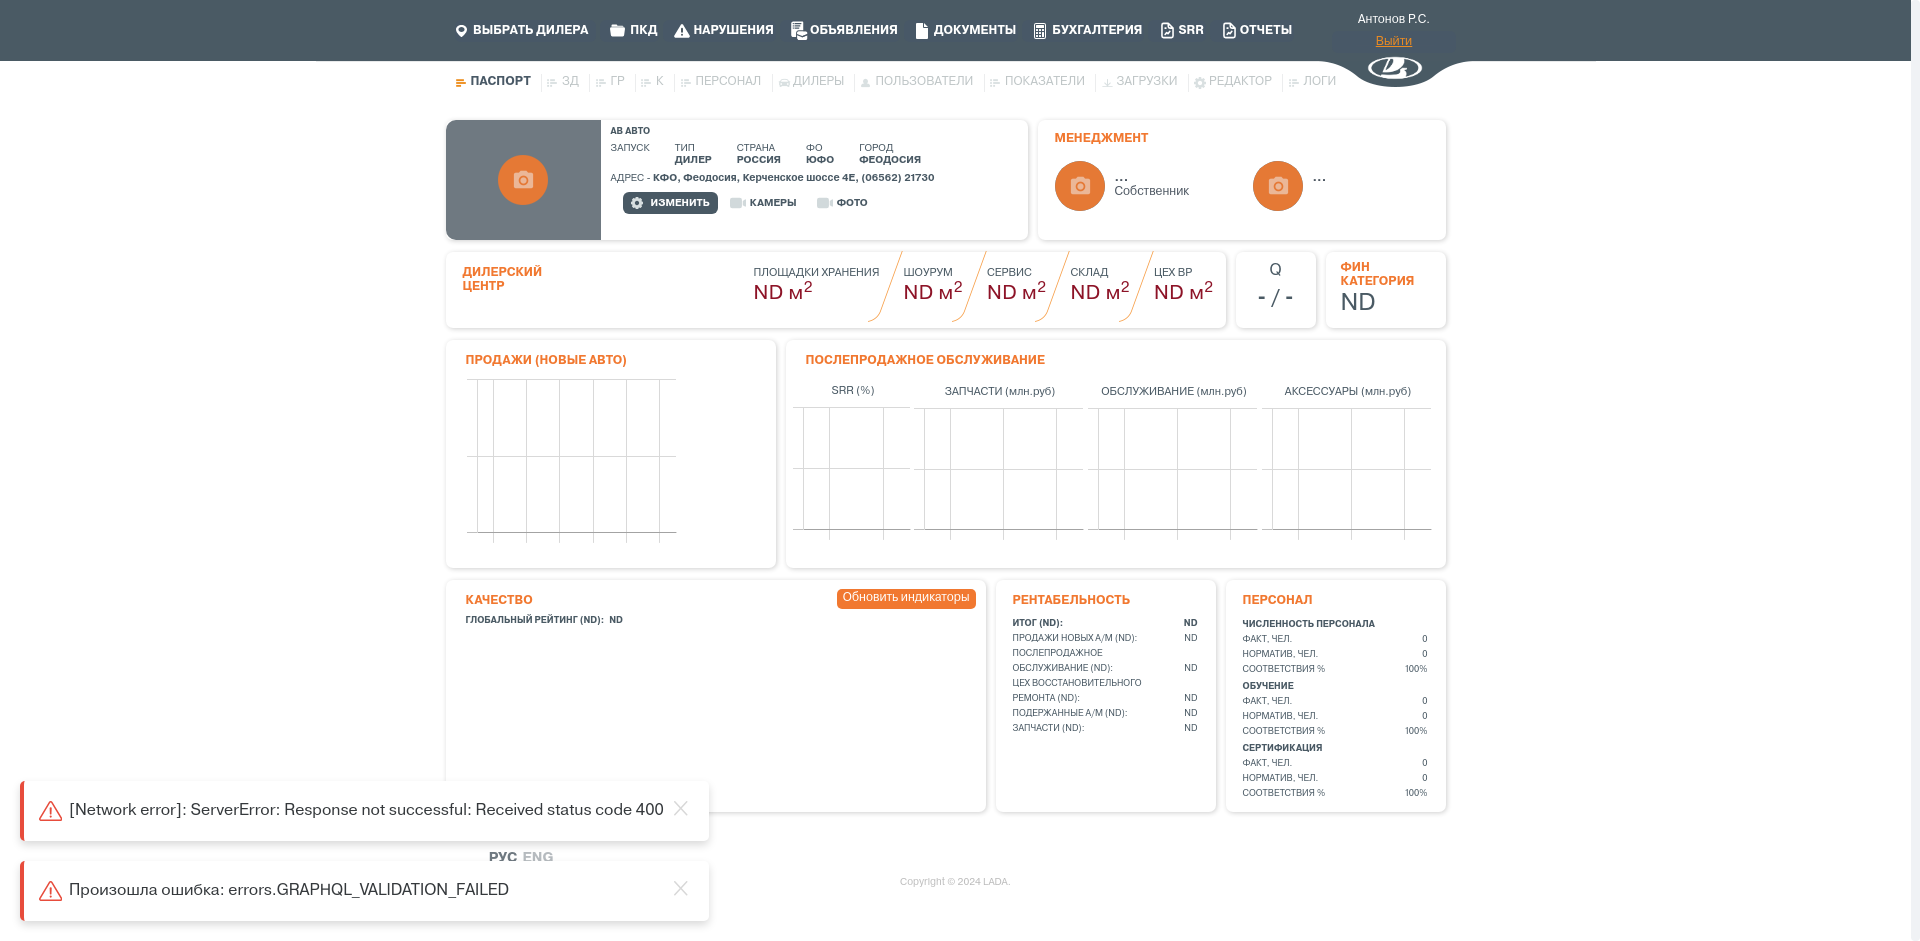 ВЫБРАТЬ ДИЛЕРА ПКД НАРУШЕНИЯ ОБЪЯВЛЕНИЯ ДОКУМЕНТЫ БУХГАЛТЕРИЯ SRR ОТЧЕТЫ
Антонов Р.С.
Выйти
ПАСПОРТ ЗД ГР К ПЕРСОНАЛ ДИЛЕРЫ ПОЛЬЗОВАТЕЛИ ПОКАЗАТЕЛИ ЗАГРУЗКИ РЕДАКТОР ЛОГИ
АВ АВТО
ЗАПУСК ТИП СТРАНА ФО ГОРОД
ДИЛЕР РОССИЯ ЮФО ФЕОДОСИЯ
АДРЕС - КФО, Феодосия, Керченское шоссе 4Е, (06562) 21730
ИЗМЕНИТЬ КАМЕРЫ ФОТО
МЕНЕДЖМЕНТ
... ...
Собственник
ДИЛЕРСКИЙ
ЦЕНТР
ПЛОЩАДКИ ХРАНЕНИЯ ШОУРУМ СЕРВИС СКЛАД ЦЕХ ВР
ND м2 ND м2 ND м2 ND м2 ND м2
Q
- / -
ФИН
КАТЕГОРИЯ
ND
ПРОДАЖИ (НОВЫЕ АВТО)
ПОСЛЕПРОДАЖНОЕ ОБСЛУЖИВАНИЕ
SRR (%) ЗАПЧАСТИ (млн.руб) ОБСЛУЖИВАНИЕ (млн.руб) АКСЕССУАРЫ (млн.руб)
КАЧЕСТВО
Обновить индикаторы
ГЛОБАЛЬНЫЙ РЕЙТИНГ (ND): ND
РЕНТАБЕЛЬНОСТЬ
ИТОГ (ND): ND
ПРОДАЖИ НОВЫХ А/М (ND): ND
ПОСЛЕПРОДАЖНОЕ
ОБСЛУЖИВАНИЕ (ND): ND
ЦЕХ ВОССТАНОВИТЕЛЬНОГО
РЕМОНТА (ND): ND
ПОДЕРЖАННЫЕ А/М (ND): ND
ЗАПЧАСТИ (ND): ND
ПЕРСОНАЛ
ЧИСЛЕННОСТЬ ПЕРСОНАЛА
ФАКТ, ЧЕЛ. 0
НОРМАТИВ, ЧЕЛ. 0
СООТВЕТСТВИЯ % 100%
ОБУЧЕНИЕ
ФАКТ, ЧЕЛ. 0
НОРМАТИВ, ЧЕЛ. 0
СООТВЕТСТВИЯ % 100%
СЕРТИФИКАЦИЯ
ФАКТ, ЧЕЛ. 0
НОРМАТИВ, ЧЕЛ. 0
СООТВЕТСТВИЯ % 100%
[Network error]: ServerError: Response not successful: Received status code 400
РУС ENG
Произошла ошибка: errors.GRAPHQL_VALIDATION_FAILED
Copyright © 2024 LADA.